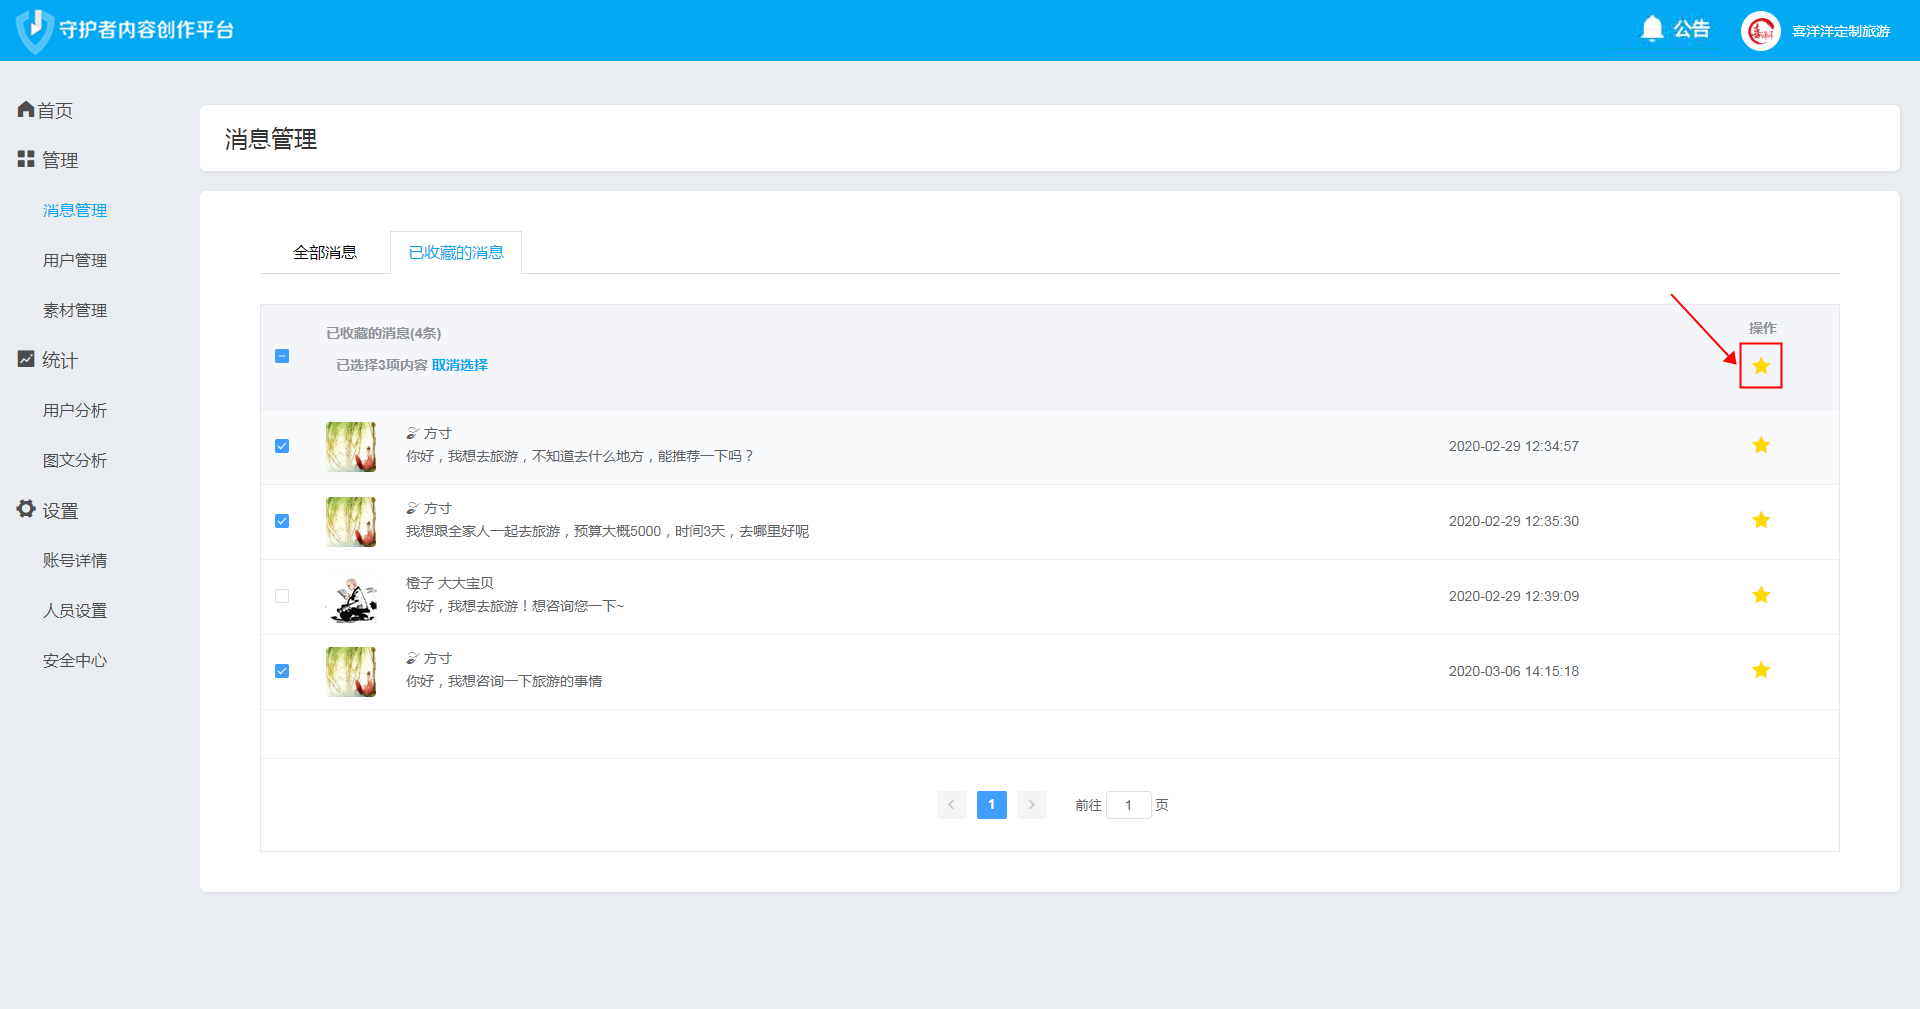 守护者内容创作平台
公告
喜洋洋定制旅游
首页
管理
消息管理
用户管理
素材管理
统计
用户分析
图文分析
设置
账号详情
人员设置
安全中心
消息管理
全部消息
已收藏的消息
已收藏的消息(4条)
操作
已选择3项内容 取消选择
方寸
你好，我想去旅游，不知道去什么地方，能推荐一下吗？
2020-02-29 12:34:57
方寸
我想跟全家人一起去旅游，预算大概5000，时间3天，去哪里好呢
2020-02-29 12:35:30
橙子 大大宝贝
你好，我想去旅游！想咨询您一下~
2020-02-29 12:39:09
方寸
你好，我想咨询一下旅游的事情
2020-03-06 14:15:18
1
前往 1 页